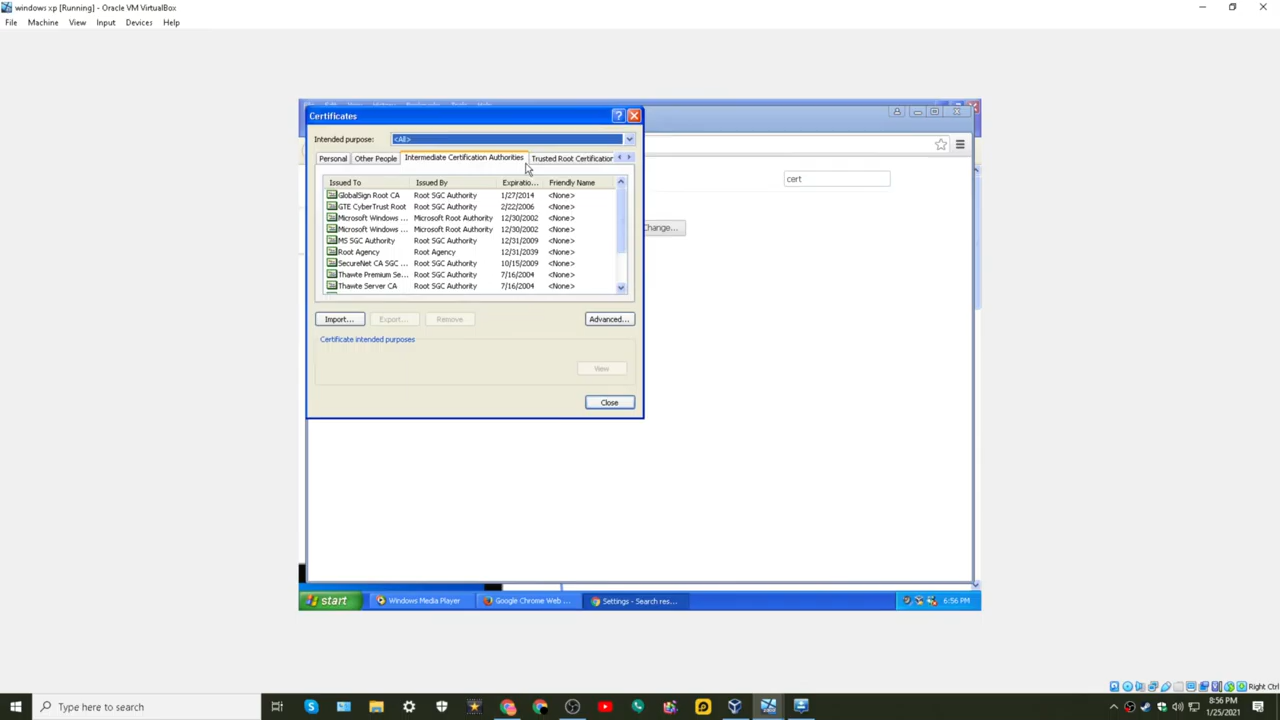 windows xp [Running] - Oracle VM VirtualBox
File Machine View Input Devices Help
Certificates
Intended purpose: <All>
Personal Other People Intermediate Certification Authorities Trusted Root Certification
Issued To Issued By Expiratio... Friendly Name
GlobalSign Root CA Root SGC Authority 1/27/2014 <None>
GTE CyberTrust Root Root SGC Authority 2/22/2006 <None>
Microsoft Windows ... Microsoft Root Authority 12/30/2002 <None>
Microsoft Windows ... Microsoft Root Authority 12/30/2002 <None>
MS SGC Authority Root SGC Authority 12/31/2009 <None>
Root Agency Root Agency 12/31/2039 <None>
SecureNet CA SGC ... Root SGC Authority 10/15/2009 <None>
Thawte Premium Se... Root SGC Authority 7/16/2004 <None>
Thawte Server CA Root SGC Authority 7/16/2004 <None>
Import... Export... Remove Advanced...
Certificate intended purposes
View
Close
cert
Change...
start Windows Media Player Google Chrome Web ... Settings - Search res... 6:56 PM
Right Ctrl
Type here to search
8:56 PM
1/25/2021